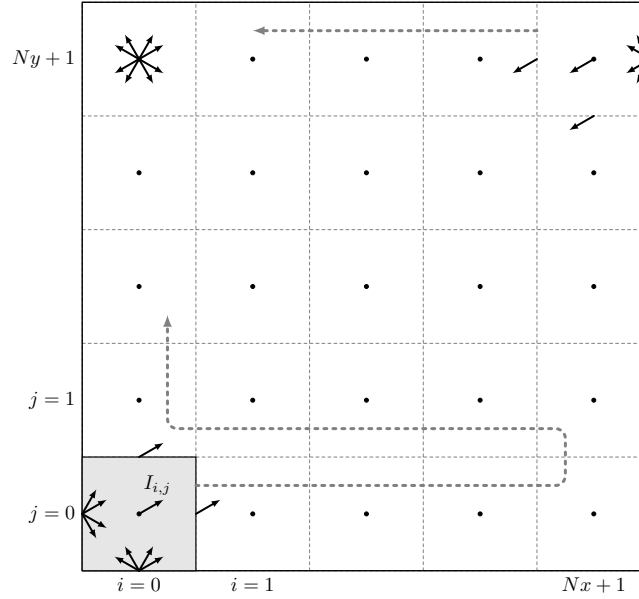 Ny + 1
j = 1
I_{i,j}
j = 0
i = 0
i = 1
Nx + 1